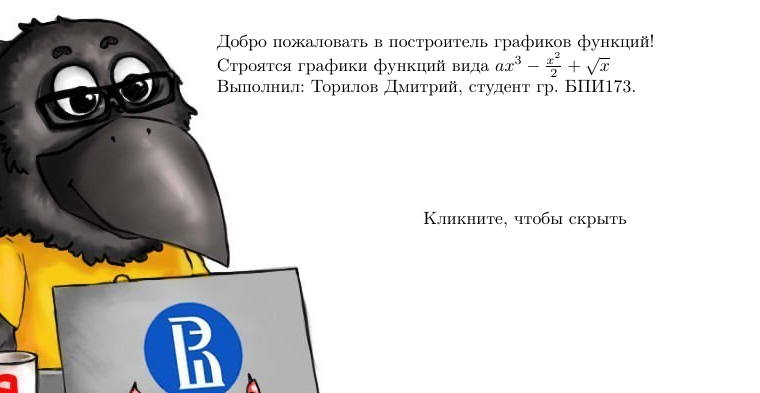 Добро пожаловать в построитель графиков функций!
Строятся графики функций вида $ax^3 - \frac{x^2}{2} + \sqrt{x}$
Выполнил: Торилов Дмитрий, студент гр. БПИ173.
Кликните, чтобы скрыть